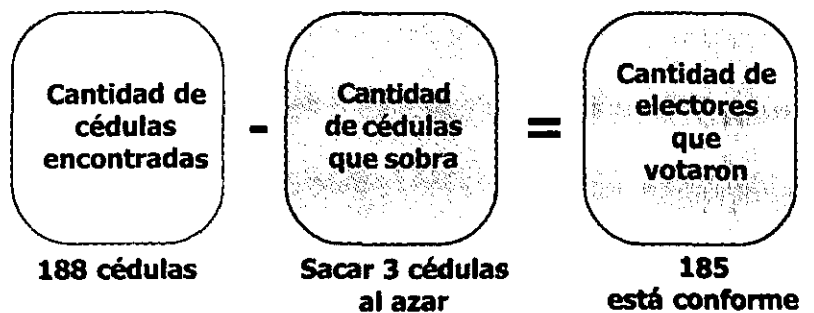 Cantidad de
cédulas
encontradas
-
Cantidad
de cédulas
que sobra
=
Cantidad de
electores
que
votaron
188 cédulas
Sacar 3 cédulas
al azar
185
está conforme